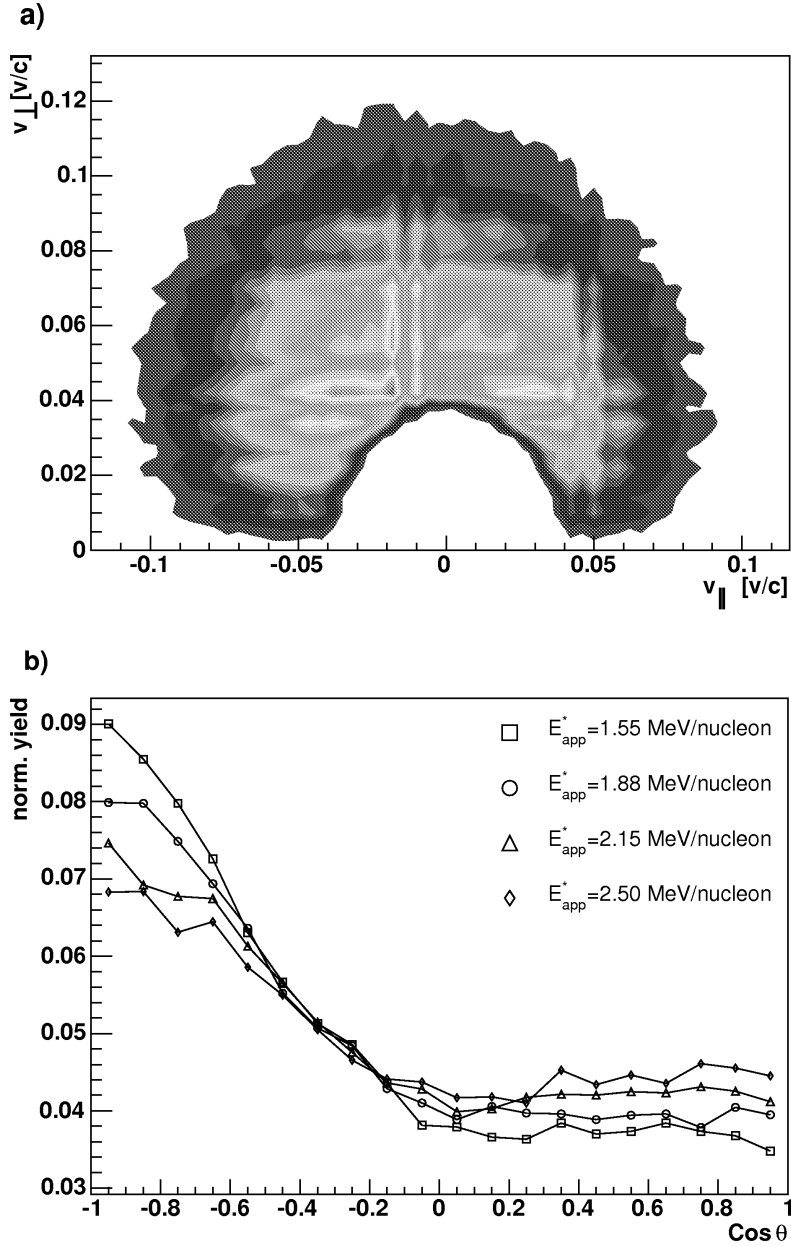 a)
v⊥[v/c]
0.12
0.1
0.08
0.06
0.04
0.02
0
-0.1 -0.05 0 0.05 0.1
v∥ [v/c]
b)
norm. yield
0.09
0.08
0.07
0.06
0.05
0.04
0.03
E*app=1.55 MeV/nucleon
E*app=1.88 MeV/nucleon
E*app=2.15 MeV/nucleon
E*app=2.50 MeV/nucleon
-1 -0.8 -0.6 -0.4 -0.2 0 0.2 0.4 0.6 0.8 1
Cos θ